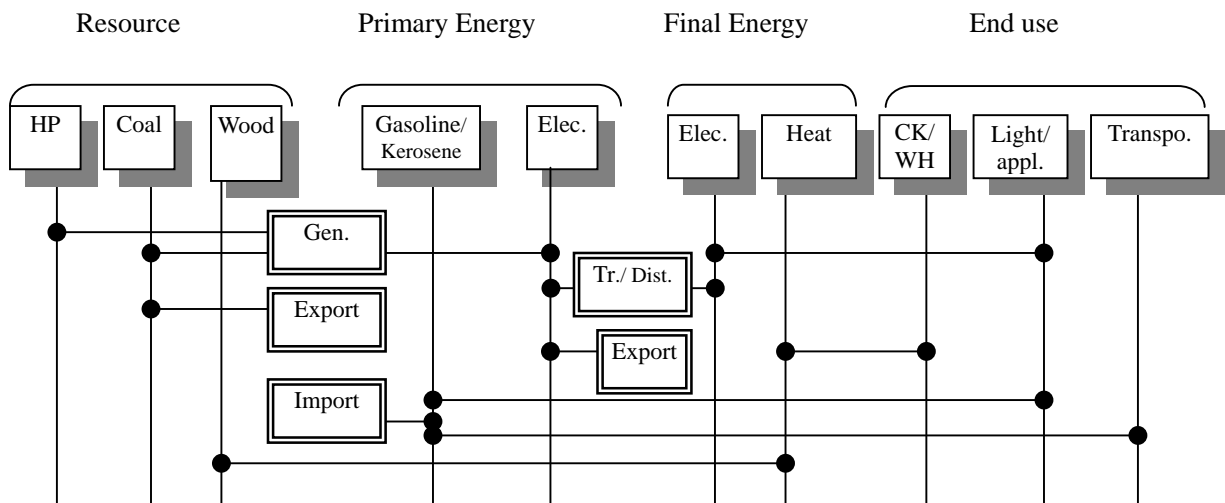 Resource
Primary Energy
Final Energy
End use
HP
Coal
Wood
Gasoline/
Kerosene
Elec.
Elec.
Heat
CK/
WH
Light/
appl.
Transpo.
Gen.
Tr./ Dist.
Export
Export
Import